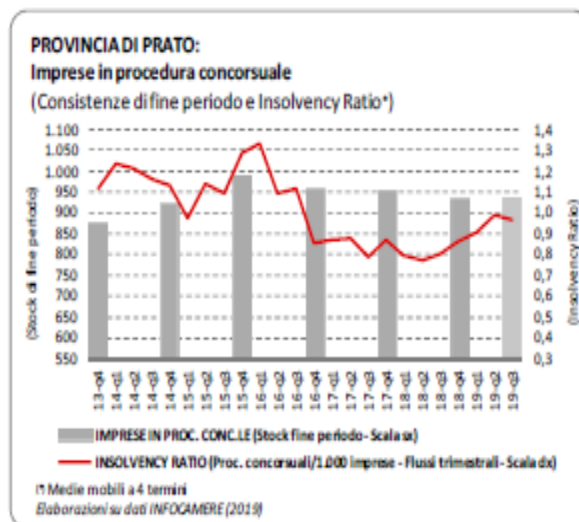 PROVINCIA DI PRATO:
Imprese in procedura concorsuale
(Consistenze di fine periodo e Insolvency Ratio*)
1.100
1.050
1.000
950
900
850
800
750
700
650
600
550
(Stock di fine periodo)
1,4
1,3
1,2
1,1
1,0
0,9
0,8
0,7
0,6
0,5
0,4
0,3
(Insolvency Ratio)
13-q4
14-q1
14-q2
14-q3
14-q4
15-q1
15-q2
15-q3
15-q4
16-q1
16-q2
16-q3
16-q4
17-q1
17-q2
17-q3
17-q4
18-q1
18-q2
18-q3
18-q4
19-q1
19-q2
19-q3
IMPRESE IN PROC. CONC.LE (Stock fine periodo - Scala sx)
INSOLVENCY RATIO (Proc. concorsuali/1.000 imprese - Flussi trimestrali - Scala dx)
(*) Medie mobili a 4 termini
Elaborazioni su dati INFOCAMERE (2019)